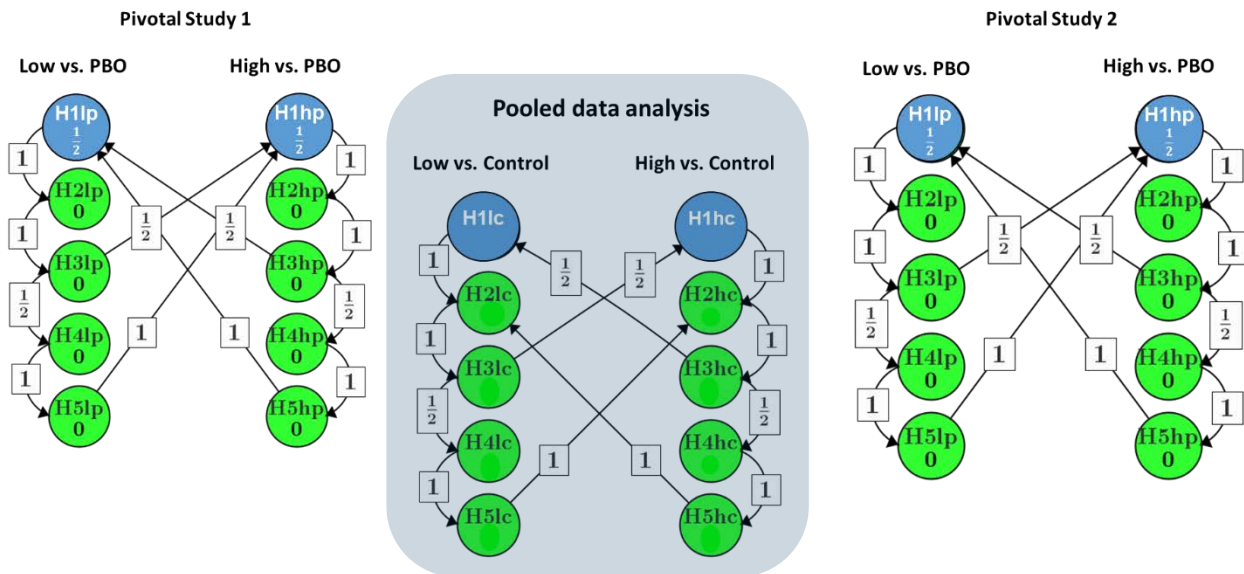 Pivotal Study 1
Low vs. PBO
High vs. PBO
H1lp
1/2
H1hp
1/2
1
1
H2lp
0
H2hp
0
1
1/2
1/2
1
H3lp
0
H3hp
0
1/2
1/2
H4lp
0
1
1
H4hp
0
1
1
H5lp
0
H5hp
0
Pooled data analysis
Low vs. Control
High vs. Control
H1lc
H1hc
1
1/2
1/2
1
H2lc
H2hc
1
1
H3lc
H3hc
1/2
1/2
H4lc
H4hc
1
1
1
1
H5lc
H5hc
Pivotal Study 2
Low vs. PBO
High vs. PBO
H1lp
1/2
H1hp
1/2
1
1
H2lp
0
H2hp
0
1
1/2
1/2
1
H3lp
0
H3hp
0
1/2
1/2
1
1
H4lp
0
H4hp
0
1
1
H5lp
0
H5hp
0